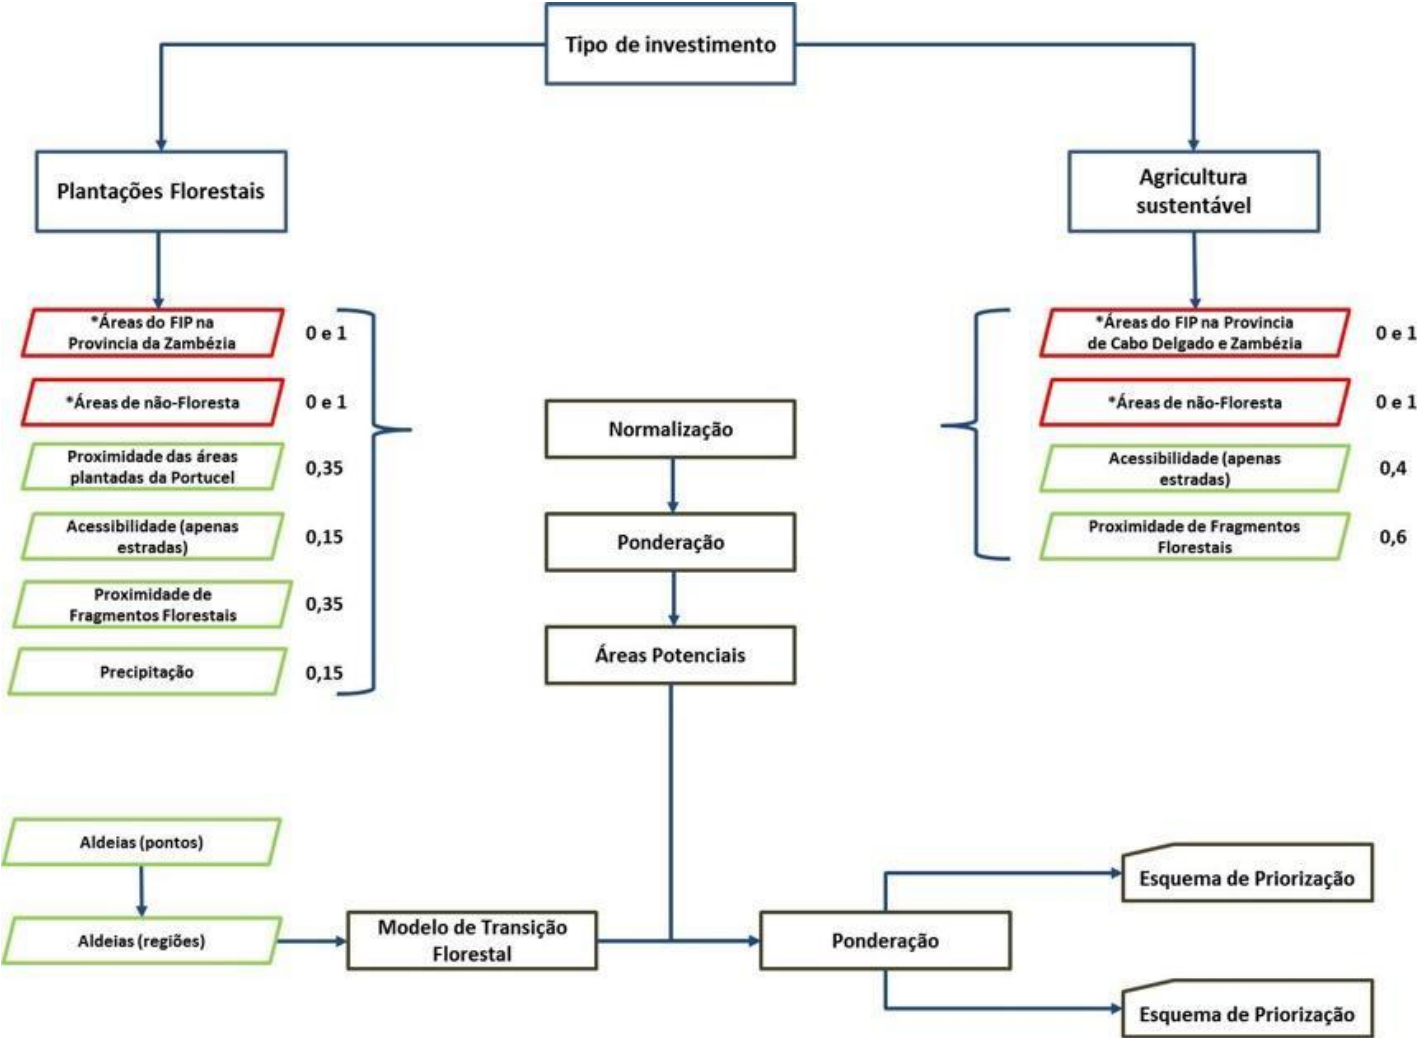 Tipo de investimento
Plantações Florestais
*Áreas do FIP na
Provincia da Zambézia
0 e 1
*Áreas de não-Floresta
0 e 1
Proximidade das áreas
plantadas da Portucel
0,35
Acessibilidade (apenas
estradas)
0,15
Proximidade de
Fragmentos Florestais
0,35
Precipitação
0,15
Agricultura
sustentável
*Áreas do FIP na Provincia
de Cabo Delgado e Zambézia
0 e 1
*Áreas de não-Floresta
0 e 1
Acessibilidade (apenas
estradas)
0,4
Proximidade de Fragmentos
Florestais
0,6
Normalização
Ponderação
Áreas Potenciais
Aldeias (pontos)
Aldeias (regiões)
Modelo de Transição
Florestal
Ponderação
Esquema de Priorização
Esquema de Priorização